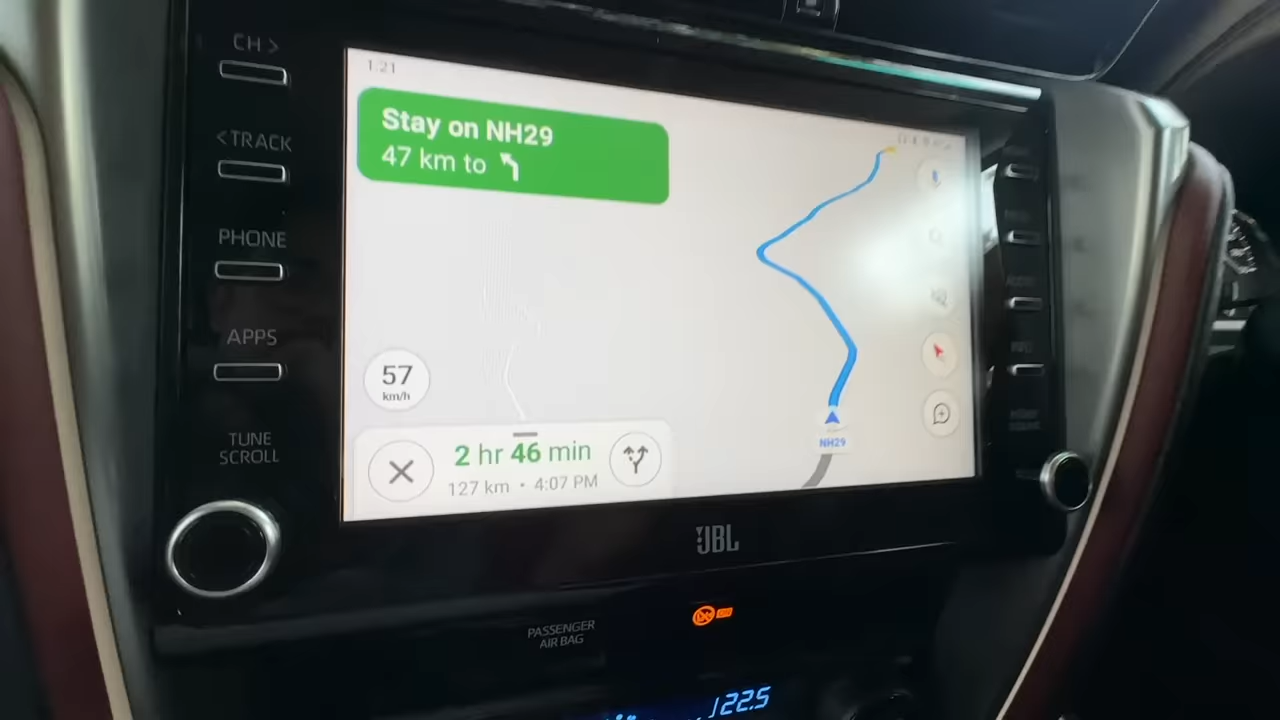 CH >
< TRACK
PHONE
APPS
TUNE
SCROLL
1:21
Stay on NH29
47 km to
57
km/h
2 hr 46 min
127 km • 4:07 PM
NH29
JBL
PASSENGER
AIR BAG
22.5